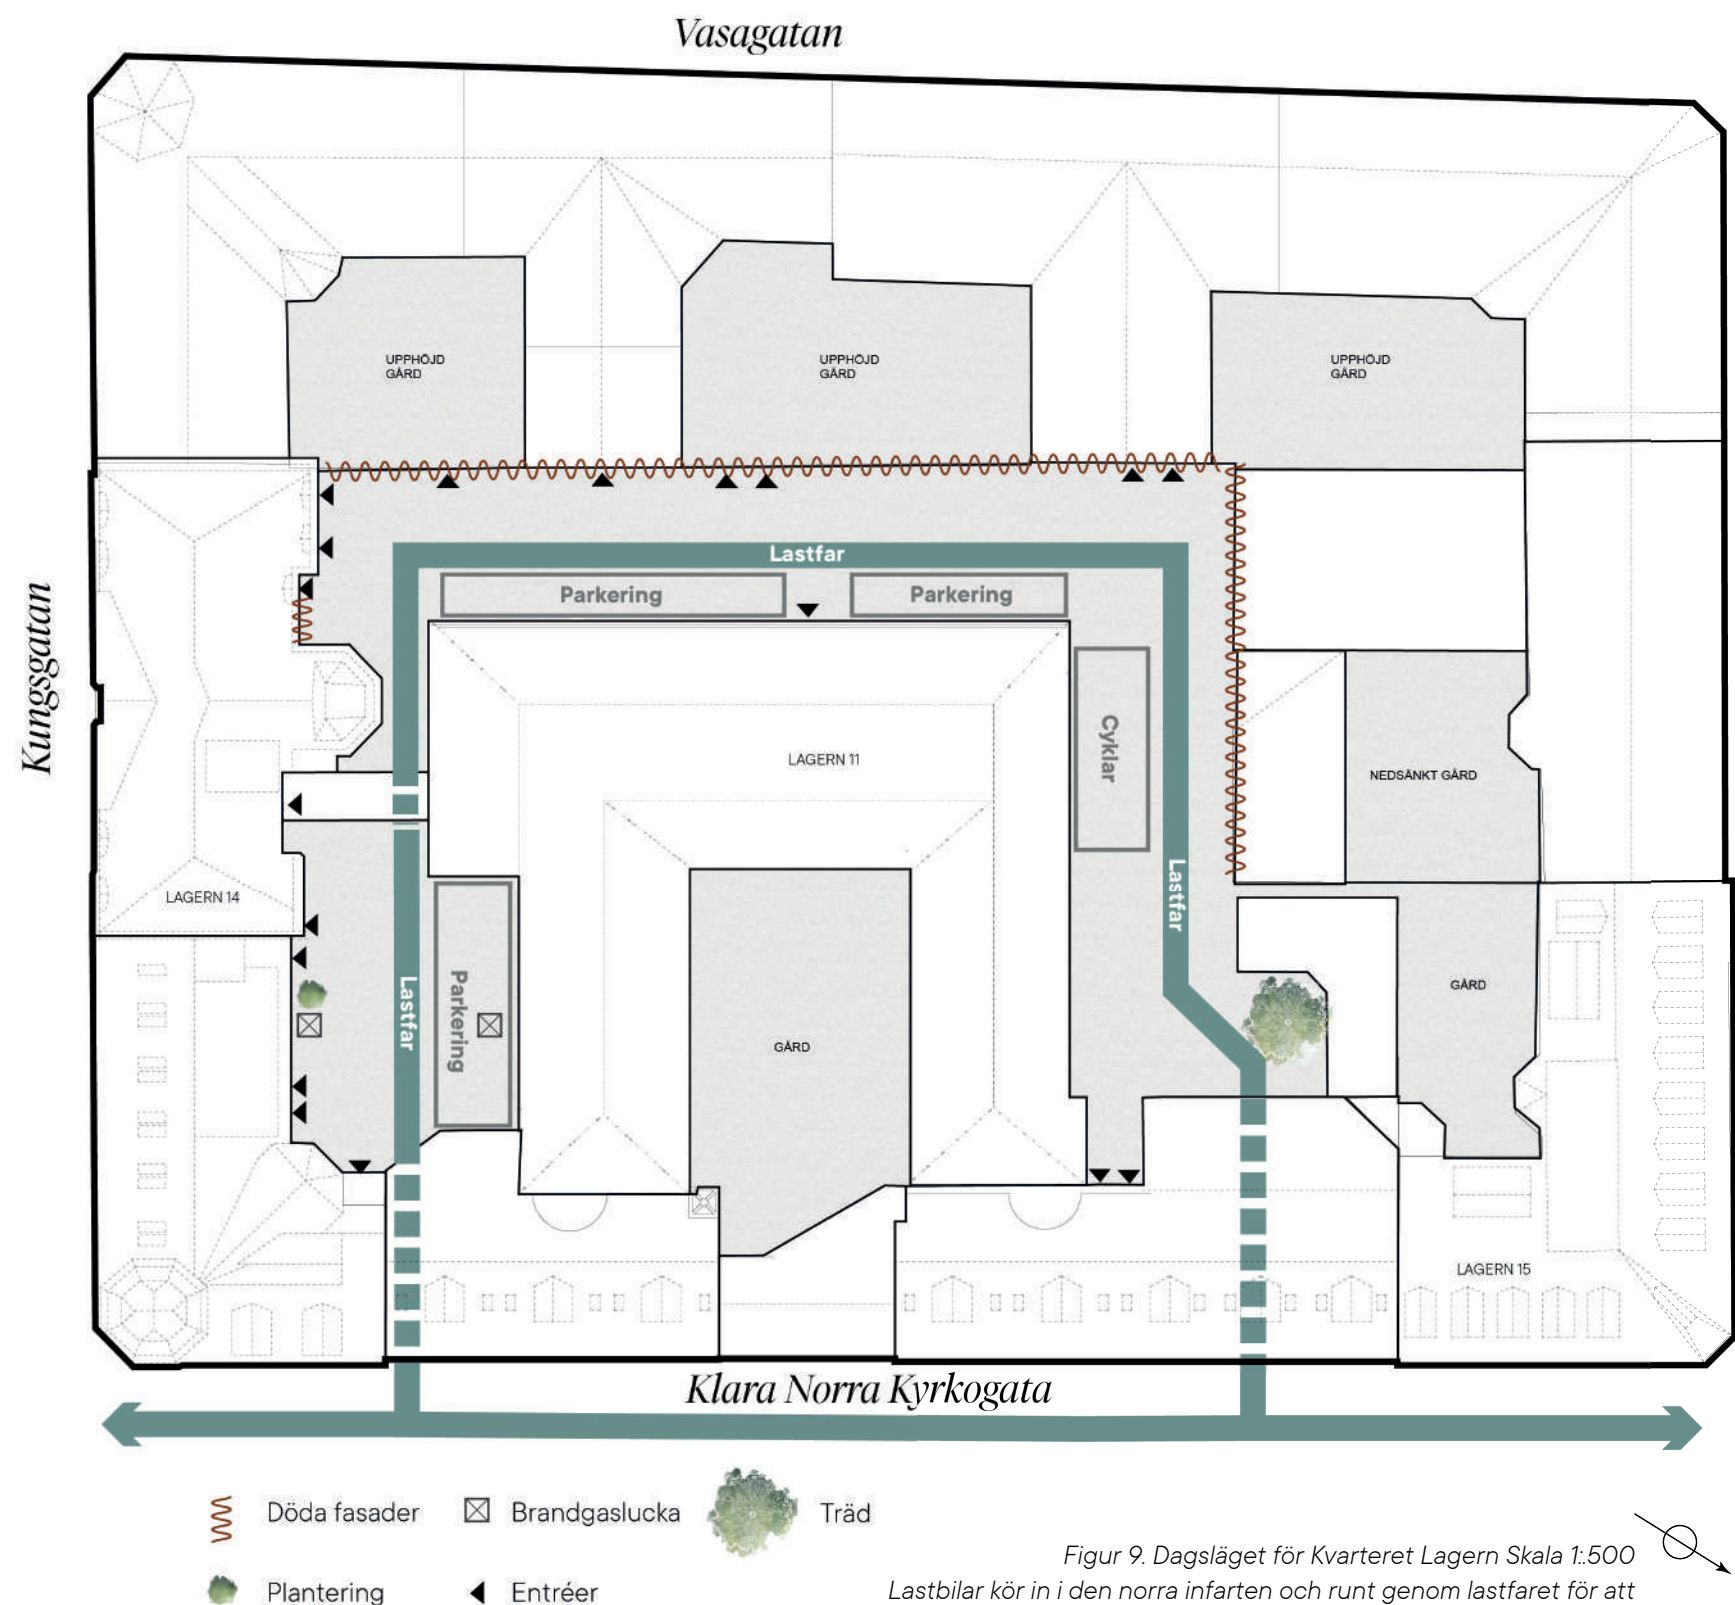 Vasagatan
UPPHÖJD
GÅRD
UPPHÖJD
GÅRD
UPPHÖJD
GÅRD
Lastfar
Parkering
Parkering
Kungsgatan
Cyklar
LAGERN 11
NEDSÄNKT GÅRD
Lastfar
LAGERN 14
Lastfar
Parkering
GÅRD
GÅRD
LAGERN 15
Klara Norra Kyrkogata
Döda fasader
Brandgaslucka
Träd
Plantering
Entréer
Figur 9. Dagsläget för Kvarteret Lagern Skala 1:.500
Lastbilar kör in i den norra infarten och runt genom lastfaret för att